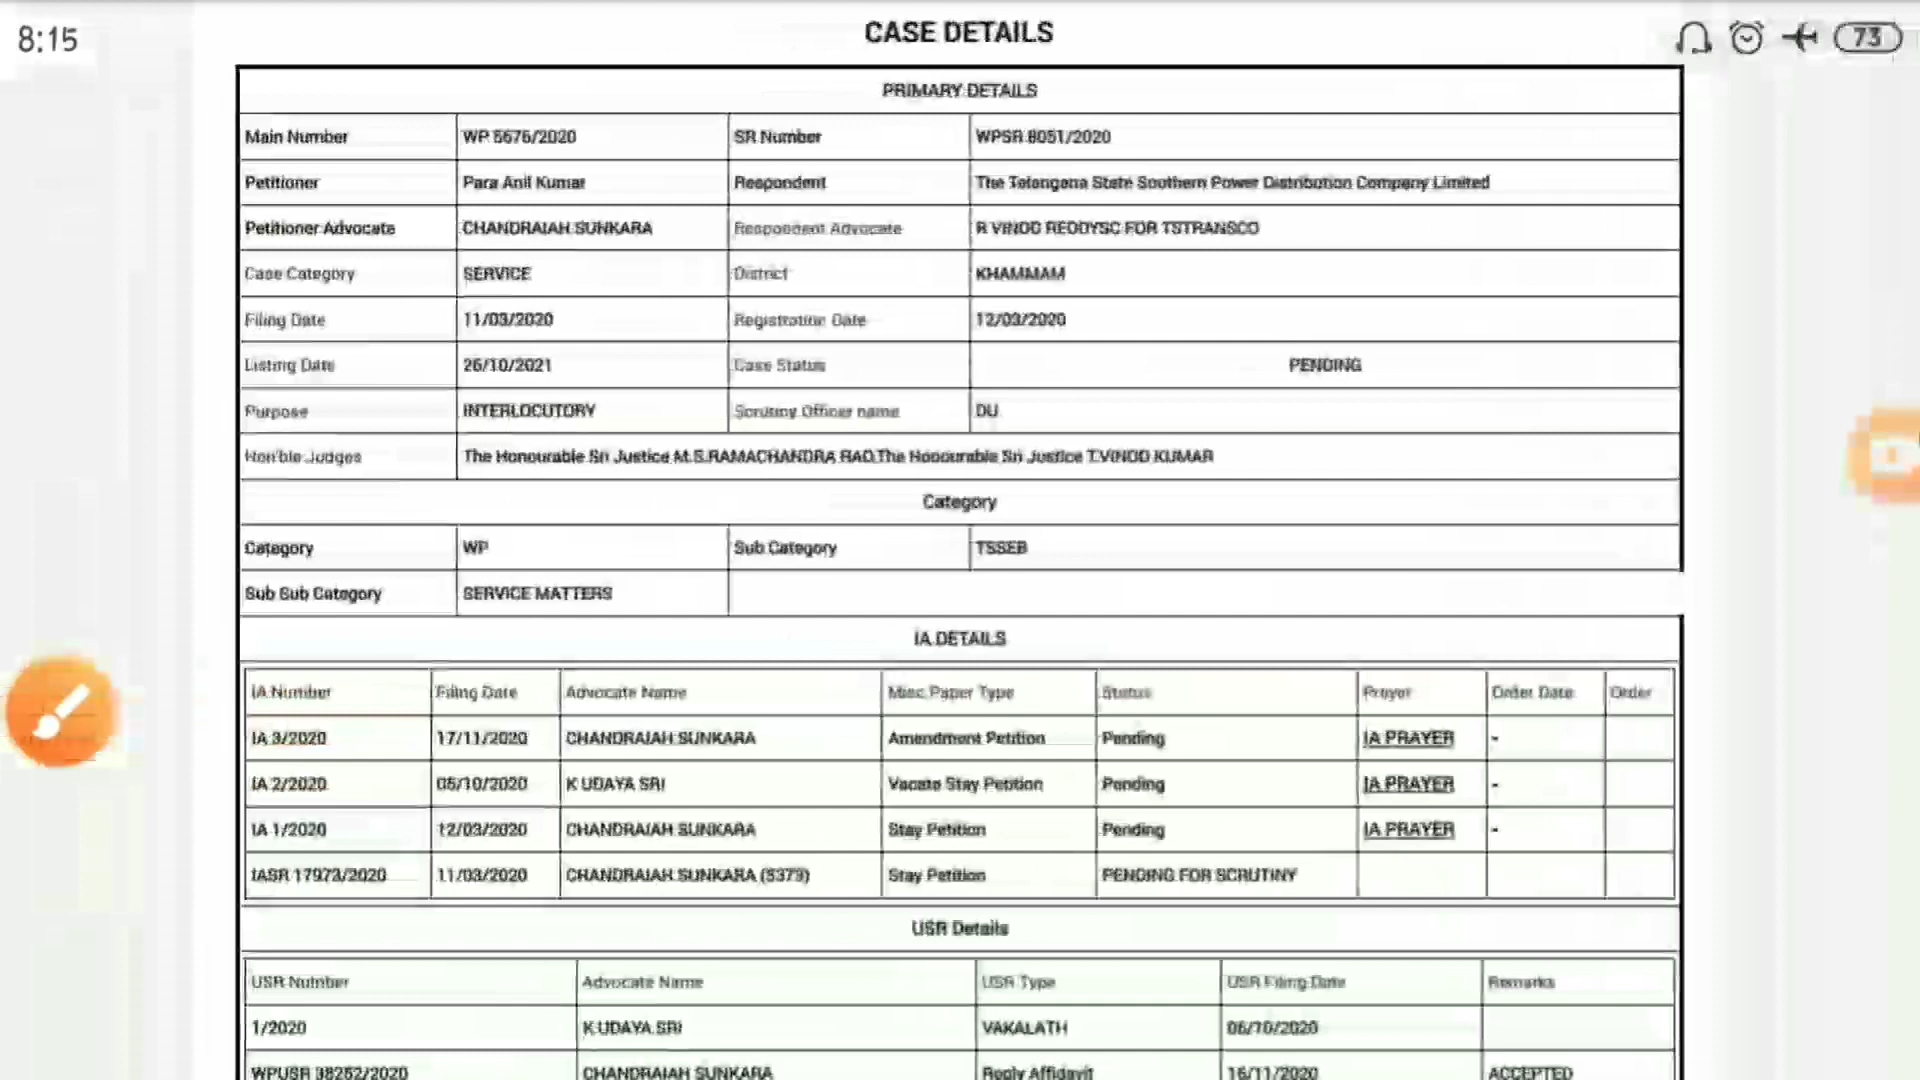 8:15
CASE DETAILS
73
PRIMARY DETAILS
Main Number WP 5676/2020 SR Number WPSR 8051/2020
Petitioner Para Anil Kumar Respondent The Telangana State Southern Power Distribution Company Limited
Petitioner Advocate CHANDRAIAH SUNKARA Respondent Advocate R VINOD REDDYSC FOR TSTRANSCO
Case Category SERVICE District KHAMMAM
Filing Date 11/03/2020 Registration Date 12/03/2020
Listing Date 26/10/2021 Case Status PENDING
Purpose INTERLOCUTORY Scrutiny Officer name DU
Hon'ble Judges The Honourable Sri Justice M.S.RAMACHANDRA RAO,The Honourable Sri Justice T.VINOD KUMAR
Category
Category WP Sub Category TSSEB
Sub Sub Category SERVICE MATTERS
IA DETAILS
IA Number Filing Date Advocate Name Misc.Paper Type Status Prayer Order Date Order
IA 3/2020 17/11/2020 CHANDRAIAH SUNKARA Amendment Petition Pending IA PRAYER -
IA 2/2020 05/10/2020 K UDAYA SRI Vacate Stay Petition Pending IA PRAYER -
IA 1/2020 12/03/2020 CHANDRAIAH SUNKARA Stay Petition Pending IA PRAYER -
IASR 17973/2020 11/03/2020 CHANDRAIAH SUNKARA (5373) Stay Petition PENDING FOR SCRUTINY
USR Details
USR Number Advocate Name USR Type USR Filing Date Remarks
1/2020 K UDAYA SRI VAKALATH 06/10/2020
WPUSR 38252/2020 CHANDRAIAH SUNKARA Reply Affidavit 16/11/2020 ACCEPTED